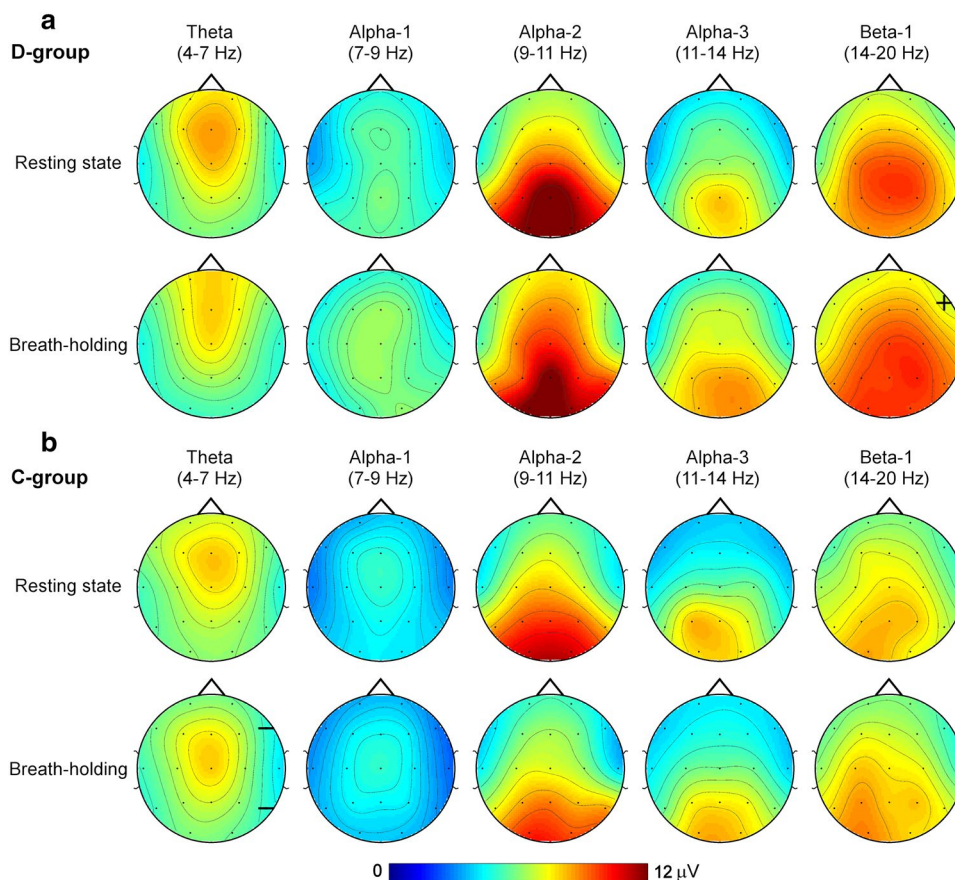 a
D-group
Theta Alpha-1 Alpha-2 Alpha-3 Beta-1
(4-7 Hz) (7-9 Hz) (9-11 Hz) (11-14 Hz) (14-20 Hz)
Resting state
Breath-holding
+
b
C-group
Theta Alpha-1 Alpha-2 Alpha-3 Beta-1
(4-7 Hz) (7-9 Hz) (9-11 Hz) (11-14 Hz) (14-20 Hz)
Resting state
Breath-holding
−
−
0 12 μV